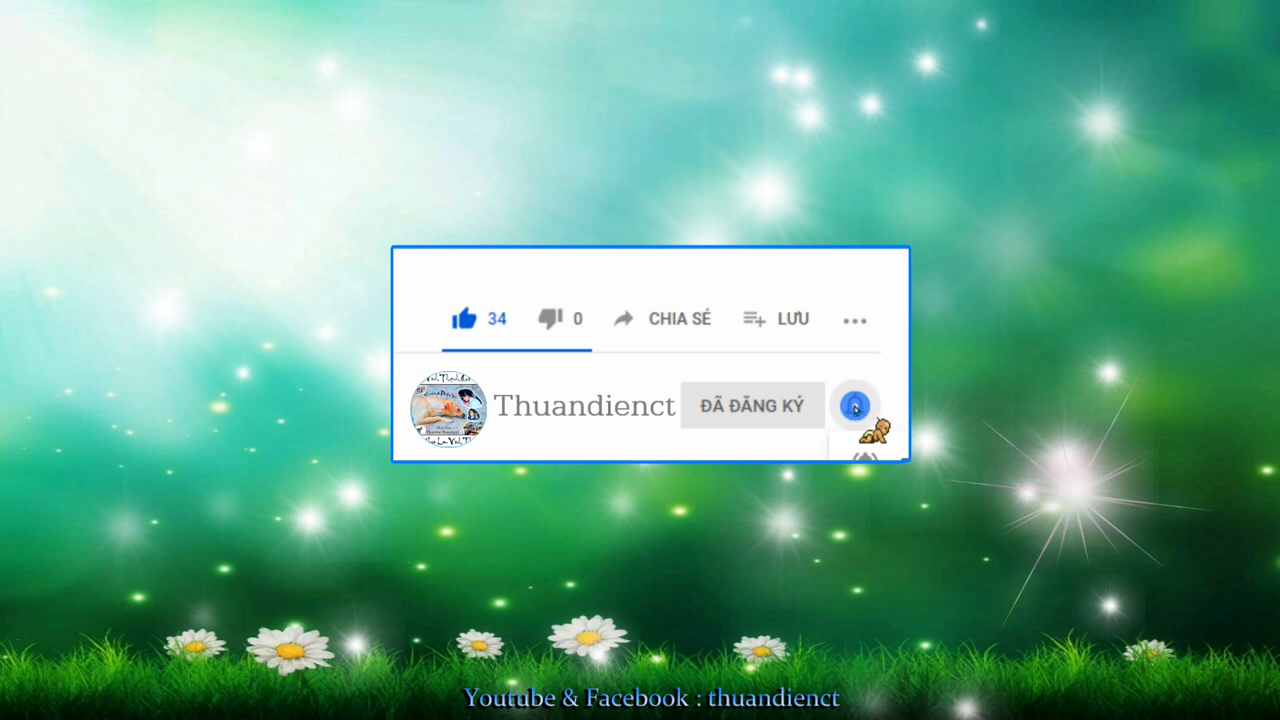 34 0 CHIA SẺ LƯU
Thuandienct ĐÃ ĐĂNG KÝ
Youtube & Facebook : thuandienct